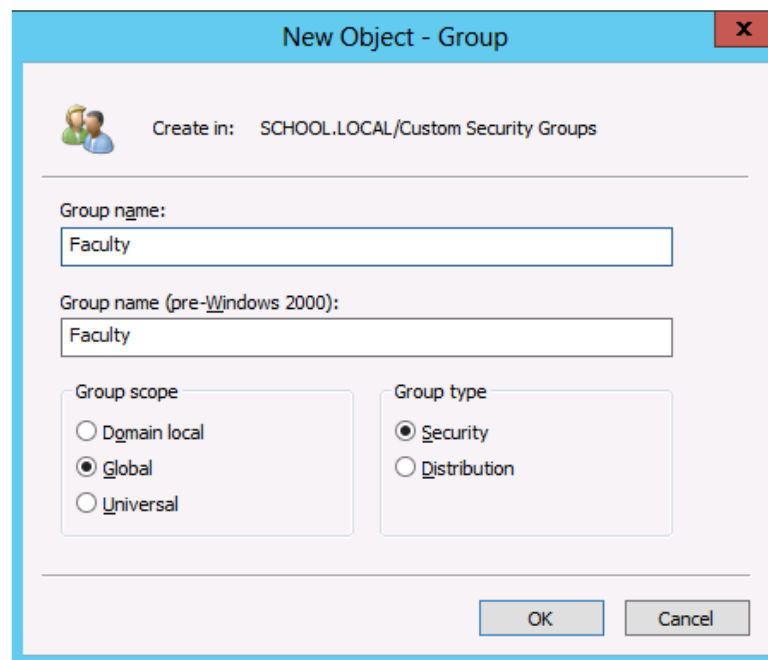 New Object - Group
x
Create in: SCHOOL.LOCAL/Custom Security Groups
Group name:
Faculty
Group name (pre-Windows 2000):
Faculty
Group scope
Domain local
Global
Universal
Group type
Security
Distribution
OK Cancel